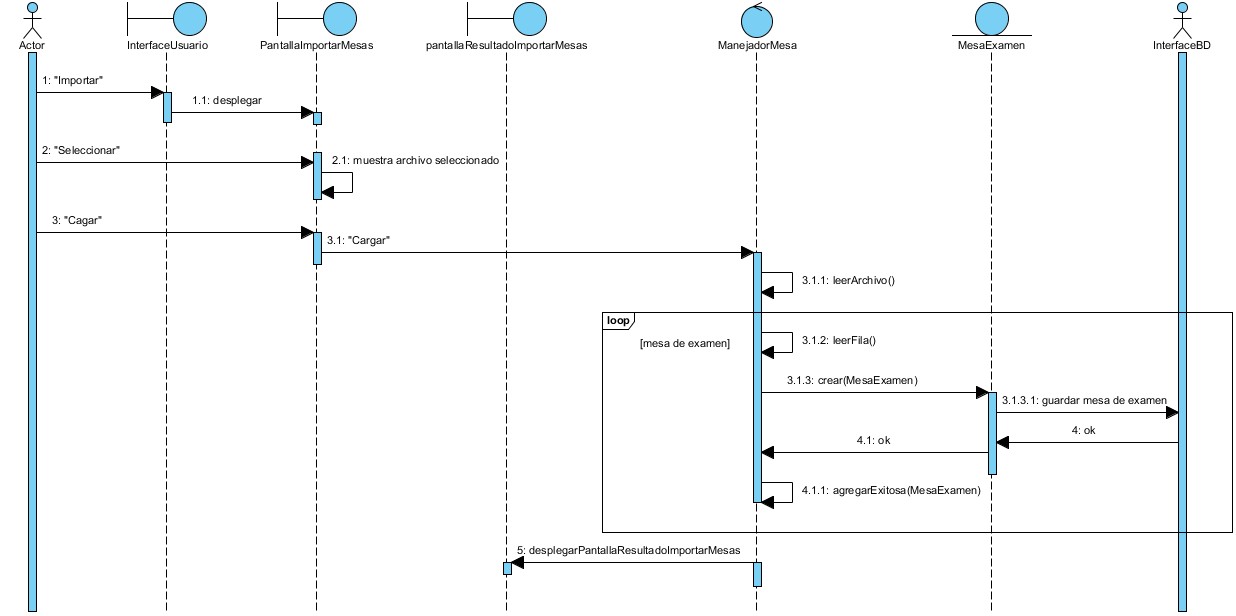 Actor
InterfaceUsuario
PantallaImportarMesas
pantallaResultadoImportarMesas
ManejadorMesa
MesaExamen
InterfaceBD
1: "Importar"
1.1: desplegar
2: "Seleccionar"
2.1: muestra archivo seleccionado
3: "Cagar"
3.1: "Cargar"
3.1.1: leerArchivo()
loop
[mesa de examen]
3.1.2: leerFila()
3.1.3: crear(MesaExamen)
3.1.3.1: guardar mesa de examen
4: ok
4.1: ok
4.1.1: agregarExitosa(MesaExamen)
5: desplegarPantallaResultadoImportarMesas